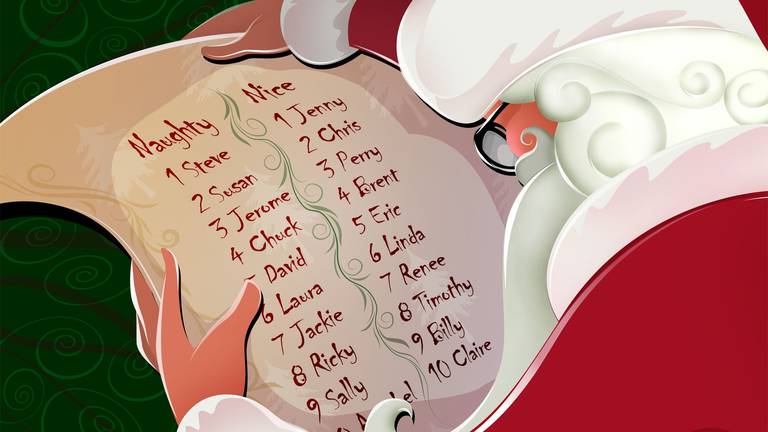 Naughty
1 Steve
2 Susan
3 Jerome
4 Chuck
David
6 Laura
7 Jackie
8 Ricky
9 Sally
Nice
1 Jenny
2 Chris
3 Perry
4 Brent
5 Eric
6 Linda
7 Renee
8 Timothy
9 Billy
10 Claire